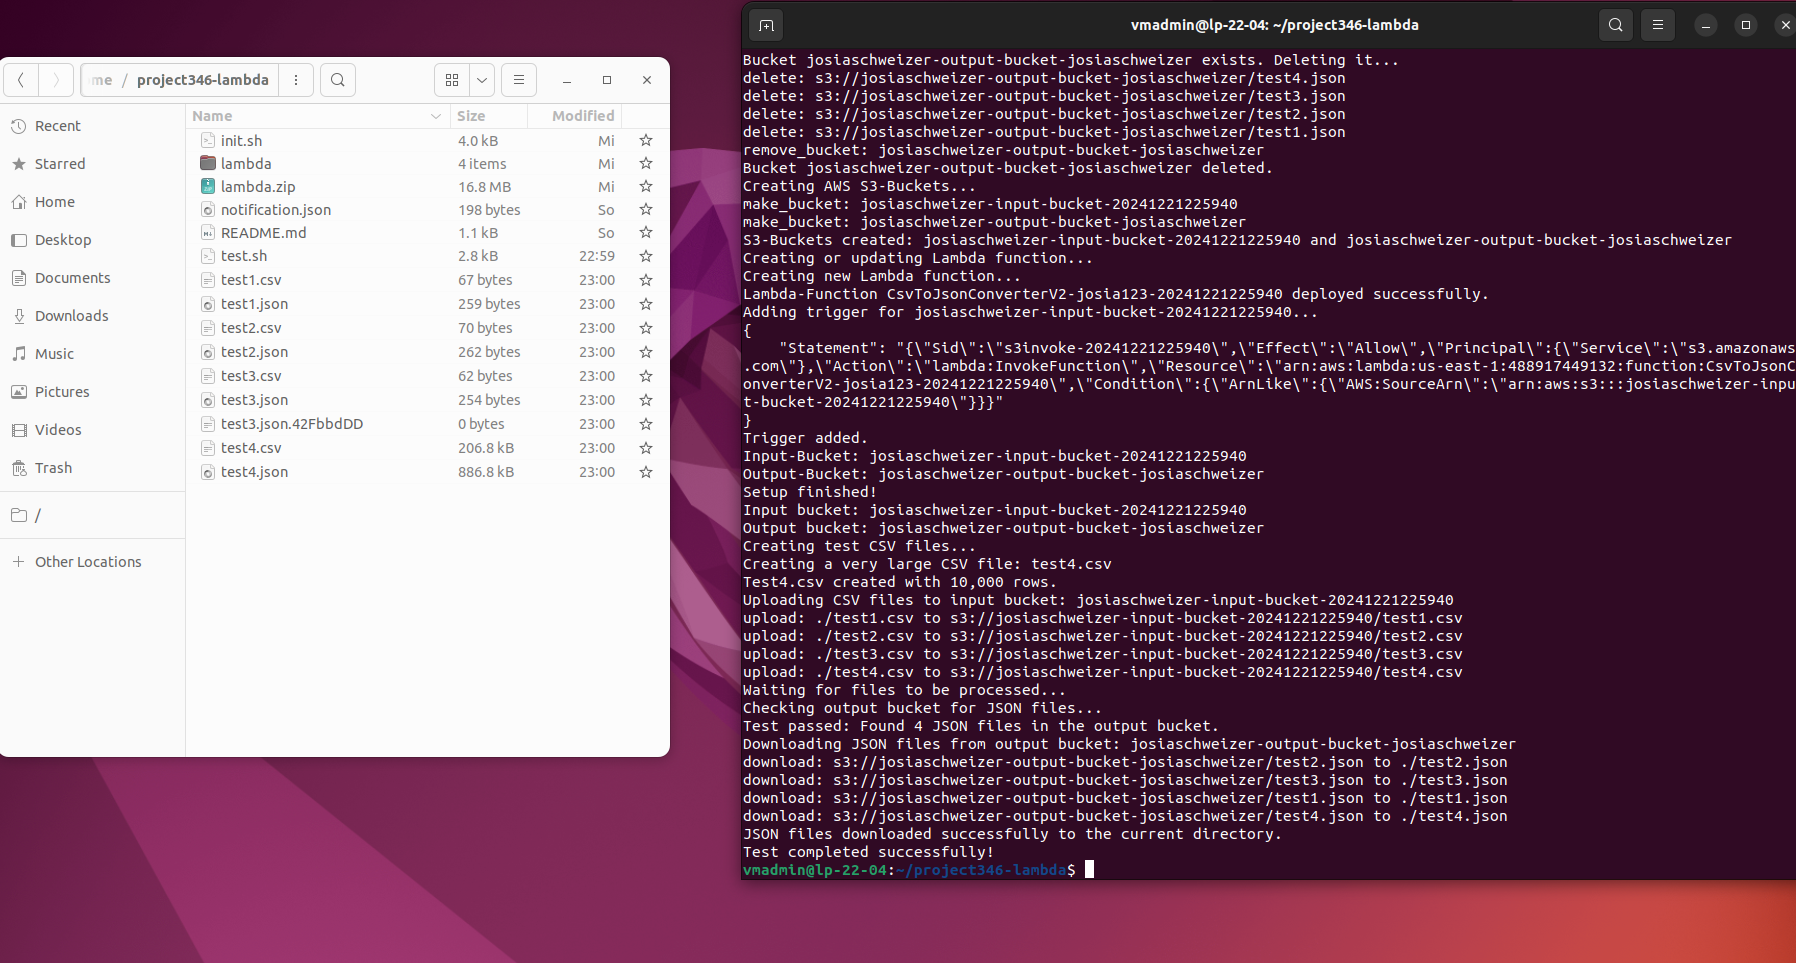 me / project346-lambda
Recent
Starred
Home
Desktop
Documents
Downloads
Music
Pictures
Videos
Trash
/
Other Locations
Name Size Modified
init.sh 4.0 kB Mi
lambda 4 items Mi
lambda.zip 16.8 MB Mi
notification.json 198 bytes So
README.md 1.1 kB So
test.sh 2.8 kB 22:59
test1.csv 67 bytes 23:00
test1.json 259 bytes 23:00
test2.csv 70 bytes 23:00
test2.json 262 bytes 23:00
test3.csv 62 bytes 23:00
test3.json 254 bytes 23:00
test3.json.42FbbdDD 0 bytes 23:00
test4.csv 206.8 kB 23:00
test4.json 886.8 kB 23:00
vmadmin@lp-22-04: ~/project346-lambda
Bucket josiaschweizer-output-bucket-josiaschweizer exists. Deleting it...
delete: s3://josiaschweizer-output-bucket-josiaschweizer/test4.json
delete: s3://josiaschweizer-output-bucket-josiaschweizer/test3.json
delete: s3://josiaschweizer-output-bucket-josiaschweizer/test2.json
delete: s3://josiaschweizer-output-bucket-josiaschweizer/test1.json
remove_bucket: josiaschweizer-output-bucket-josiaschweizer
Bucket josiaschweizer-output-bucket-josiaschweizer deleted.
Creating AWS S3-Buckets...
make_bucket: josiaschweizer-input-bucket-20241221225940
make_bucket: josiaschweizer-output-bucket-josiaschweizer
S3-Buckets created: josiaschweizer-input-bucket-20241221225940 and josiaschweizer-output-bucket-josiaschweizer
Creating or updating Lambda function...
Creating new Lambda function...
Lambda-Function CsvToJsonConverterV2-josia123-20241221225940 deployed successfully.
Adding trigger for josiaschweizer-input-bucket-20241221225940...
{
"Statement": "{\"Sid\":\"s3invoke-20241221225940\",\"Effect\":\"Allow\",\"Principal\":{\"Service\":\"s3.amazonaws
.com\"},\"Action\":\"lambda:InvokeFunction\",\"Resource\":\"arn:aws:lambda:us-east-1:488917449132:function:CsvToJsonC
onverterV2-josia123-20241221225940\",\"Condition\":{\"ArnLike\":{\"AWS:SourceArn\":\"arn:aws:s3:::josiaschweizer-inpu
t-bucket-20241221225940\"}}}"
}
Trigger added.
Input-Bucket: josiaschweizer-input-bucket-20241221225940
Output-Bucket: josiaschweizer-output-bucket-josiaschweizer
Setup finished!
Input bucket: josiaschweizer-input-bucket-20241221225940
Output bucket: josiaschweizer-output-bucket-josiaschweizer
Creating test CSV files...
Creating a very large CSV file: test4.csv
Test4.csv created with 10,000 rows.
Uploading CSV files to input bucket: josiaschweizer-input-bucket-20241221225940
upload: ./test1.csv to s3://josiaschweizer-input-bucket-20241221225940/test1.csv
upload: ./test2.csv to s3://josiaschweizer-input-bucket-20241221225940/test2.csv
upload: ./test3.csv to s3://josiaschweizer-input-bucket-20241221225940/test3.csv
upload: ./test4.csv to s3://josiaschweizer-input-bucket-20241221225940/test4.csv
Waiting for files to be processed...
Checking output bucket for JSON files...
Test passed: Found 4 JSON files in the output bucket.
Downloading JSON files from output bucket: josiaschweizer-output-bucket-josiaschweizer
download: s3://josiaschweizer-output-bucket-josiaschweizer/test2.json to ./test2.json
download: s3://josiaschweizer-output-bucket-josiaschweizer/test3.json to ./test3.json
download: s3://josiaschweizer-output-bucket-josiaschweizer/test1.json to ./test1.json
download: s3://josiaschweizer-output-bucket-josiaschweizer/test4.json to ./test4.json
JSON files downloaded successfully to the current directory.
Test completed successfully!
vmadmin@lp-22-04:~/project346-lambda$